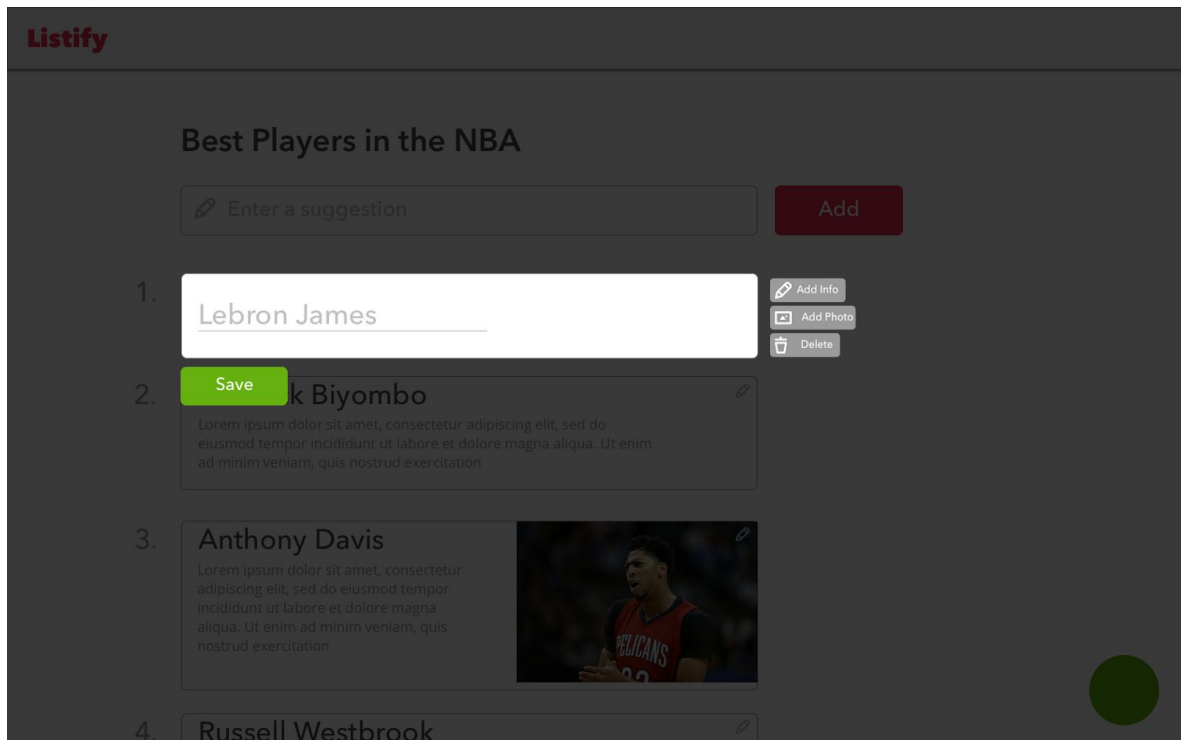 Listify
Best Players in the NBA
Enter a suggestion
Add
1.
Lebron James
Add Info
Add Photo
Delete
Save
2.
k Biyombo
Lorem ipsum dolor sit amet, consectetur adipiscing elit, sed do
eiusmod tempor incididunt ut labore et dolore magna aliqua. Ut enim
ad minim veniam, quis nostrud exercitation
3.
Anthony Davis
Lorem ipsum dolor sit amet, consectetur
adipiscing elit, sed do eiusmod tempor
incididunt ut labore et dolore magna
aliqua. Ut enim ad minim veniam, quis
nostrud exercitation
PELICANS
4.
Russell Westbrook